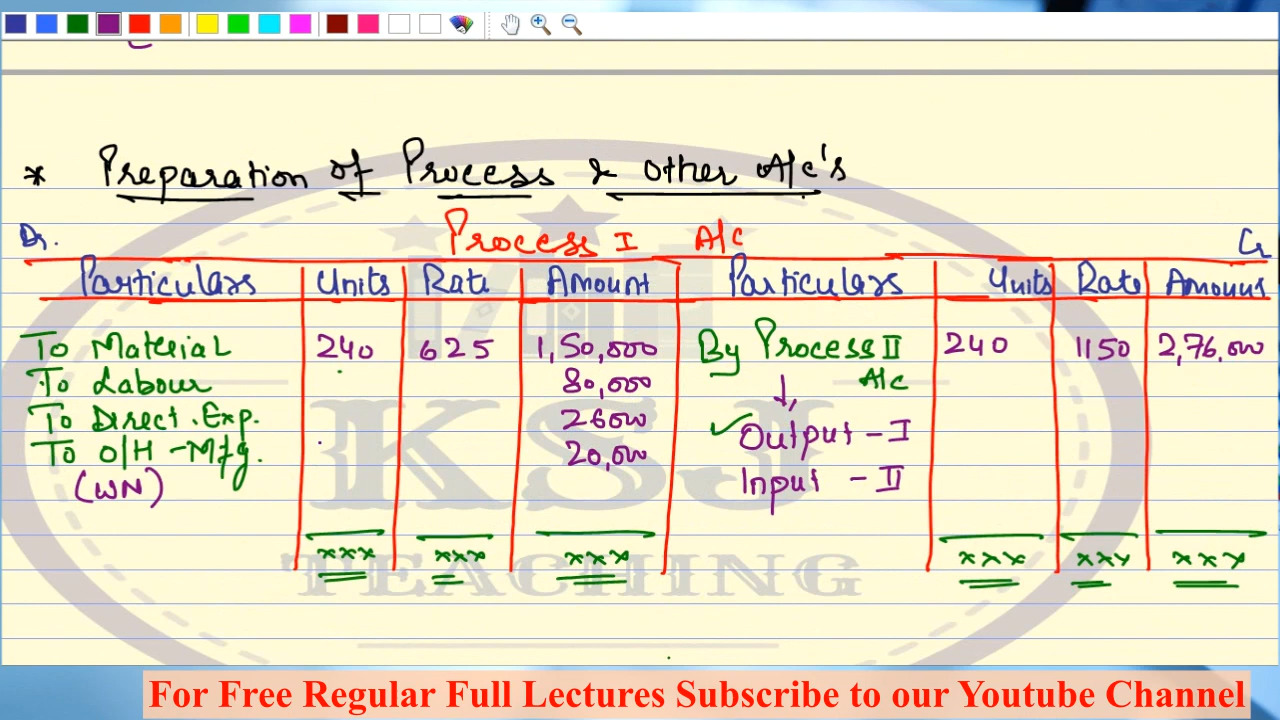 * Preparation of Process & other A/c's
Dr. Process I A/c Cr
Particulars Units Rate Amount Particulars Units Rate Amount
To Material 240 625 1,50,000 By Process II 240 1150 2,76,000
To Labour 80,000 A/c
To Direct. Exp. 26000 ↓
To O/H - Mfg. 20,000 ✓ Output - I
(WN) Input - II
xxx xxx xxx xxx xxx xxx
KSJ
TEACHING
For Free Regular Full Lectures Subscribe to our Youtube Channel